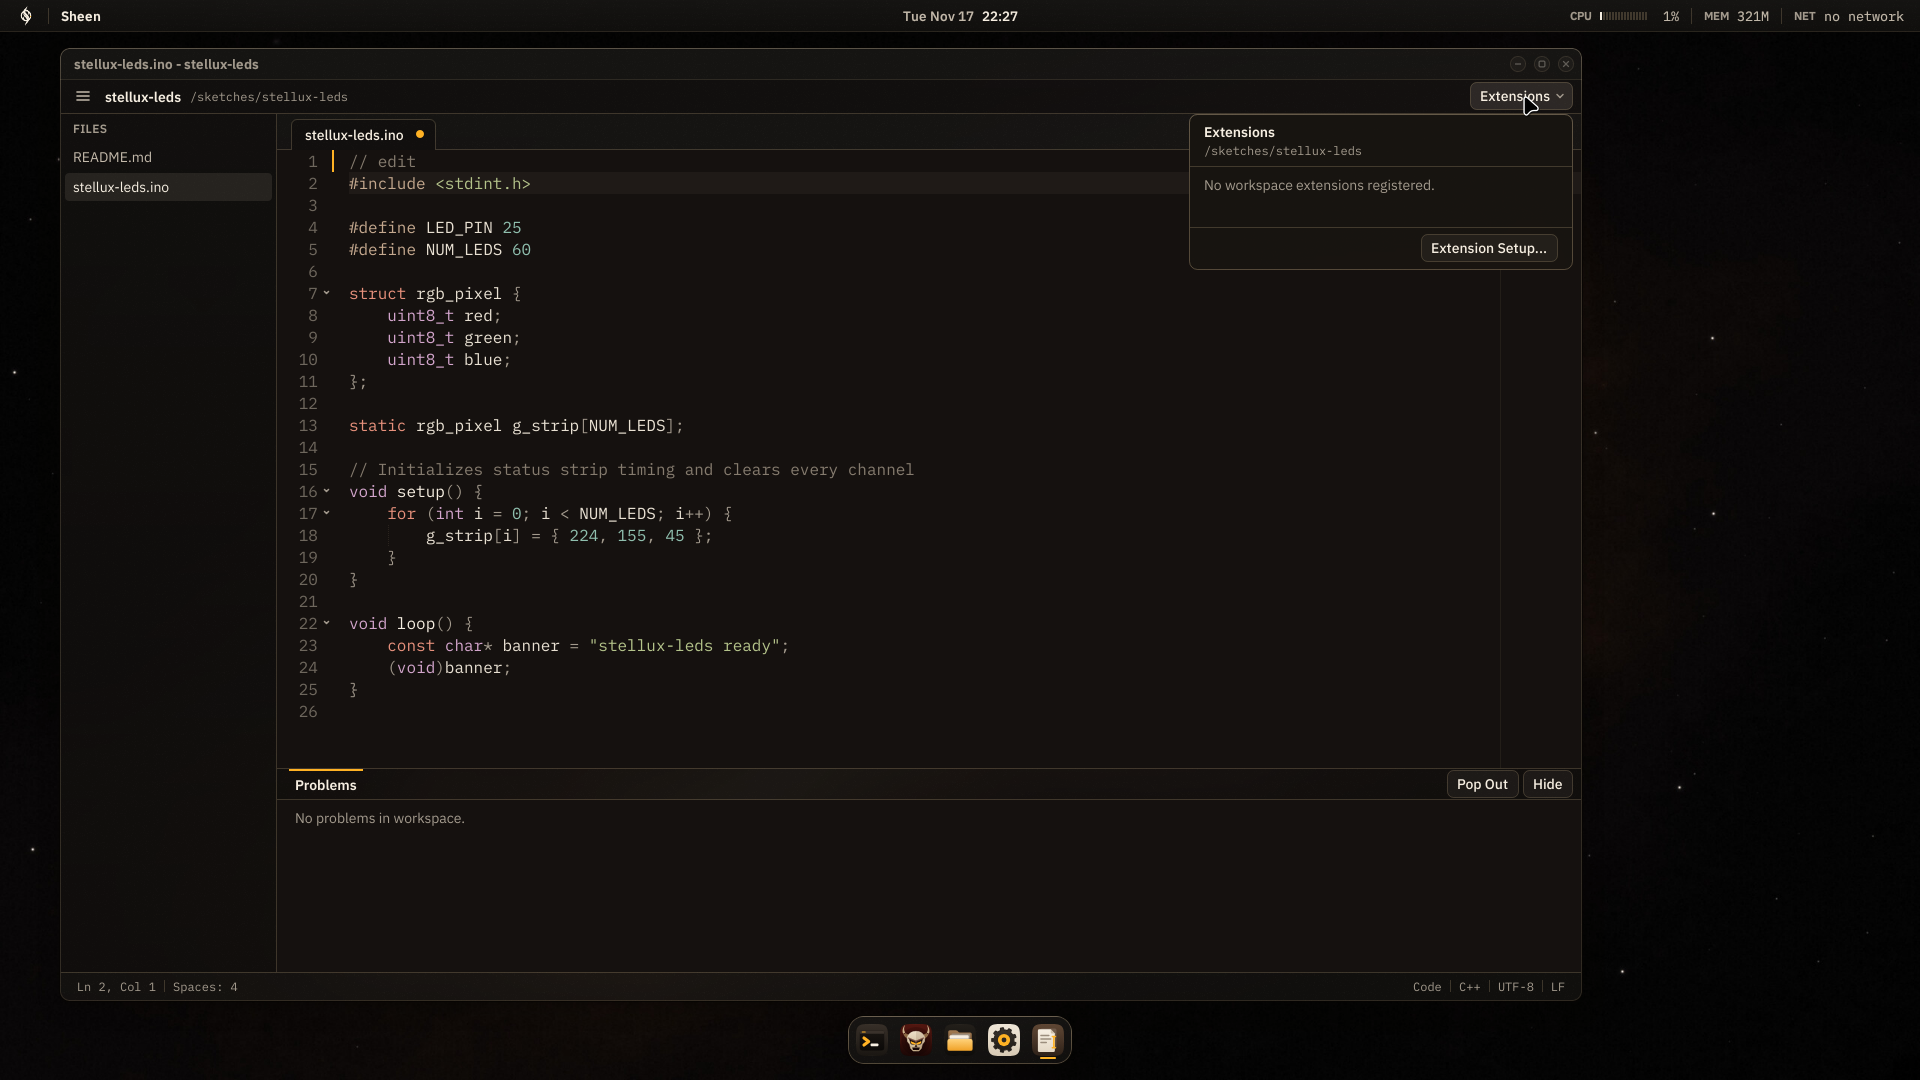 Sheen
Tue Nov 17 22:27
CPU 1% MEM 321M NET no network
stellux-leds.ino - stellux-leds
stellux-leds /sketches/stellux-leds
Extensions
FILES
README.md
stellux-leds.ino
stellux-leds.ino
1 // edit
2 #include <stdint.h>
3
4 #define LED_PIN 25
5 #define NUM_LEDS 60
6
7 struct rgb_pixel {
8     uint8_t red;
9     uint8_t green;
10     uint8_t blue;
11 };
12
13 static rgb_pixel g_strip[NUM_LEDS];
14
15 // Initializes status strip timing and clears every channel
16 void setup() {
17     for (int i = 0; i < NUM_LEDS; i++) {
18         g_strip[i] = { 224, 155, 45 };
19     }
20 }
21
22 void loop() {
23     const char* banner = "stellux-leds ready";
24     (void)banner;
25 }
26
Extensions
/sketches/stellux-leds
No workspace extensions registered.
Extension Setup...
Problems
Pop Out
Hide
No problems in workspace.
Ln 2, Col 1 Spaces: 4
Code C++ UTF-8 LF